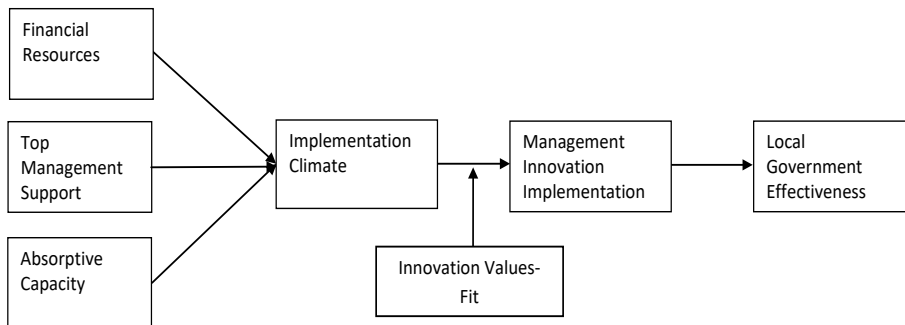 Financial
Resources
Top
Management
Support
Absorptive
Capacity
Implementation
Climate
Management
Innovation
Implementation
Local
Government
Effectiveness
Innovation Values-
Fit